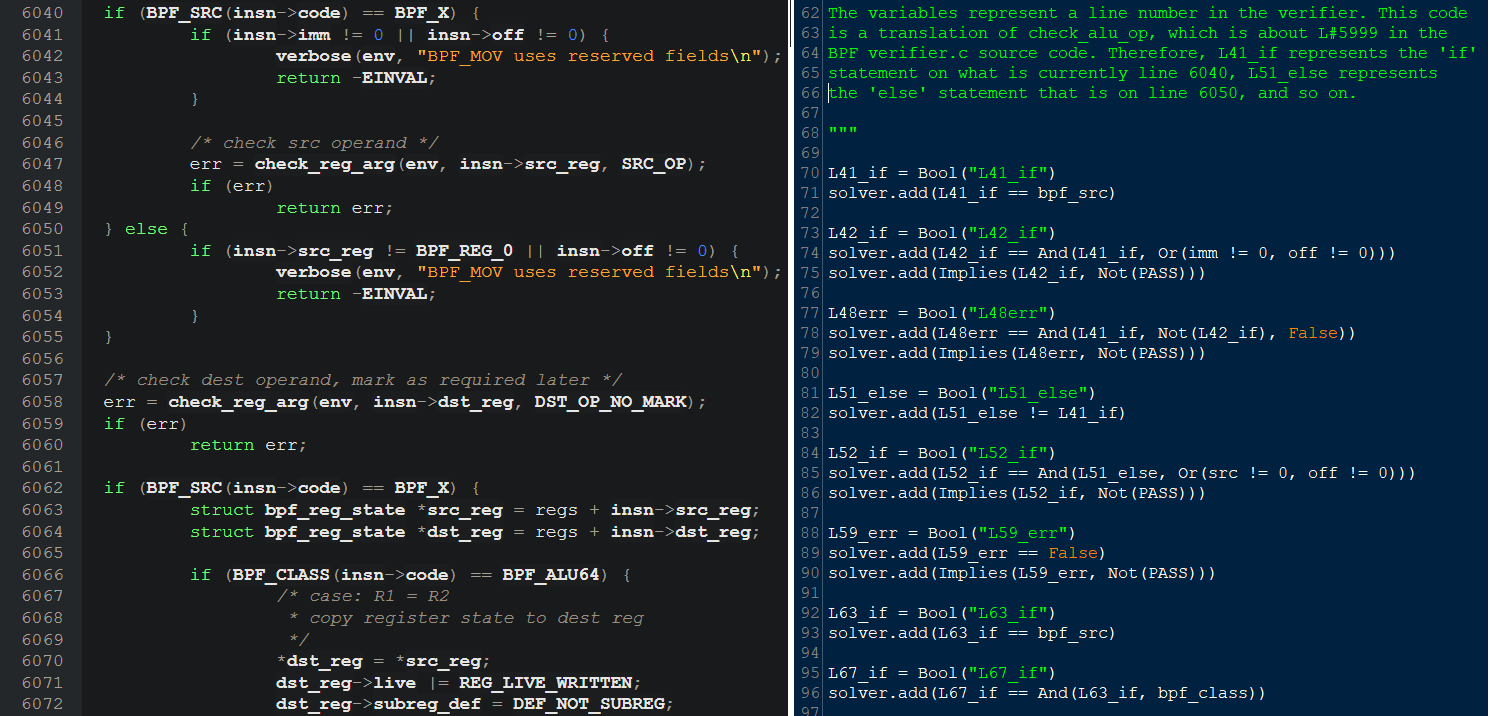 6040 if (BPF_SRC(insn->code) == BPF_X) {
6041 if (insn->imm != 0 || insn->off != 0) {
6042 verbose(env, "BPF_MOV uses reserved fields\n");
6043 return -EINVAL;
6044 }
6045
6046 /* check src operand */
6047 err = check_reg_arg(env, insn->src_reg, SRC_OP);
6048 if (err)
6049 return err;
6050 } else {
6051 if (insn->src_reg != BPF_REG_0 || insn->off != 0) {
6052 verbose(env, "BPF_MOV uses reserved fields\n");
6053 return -EINVAL;
6054 }
6055 }
6056
6057 /* check dest operand, mark as required later */
6058 err = check_reg_arg(env, insn->dst_reg, DST_OP_NO_MARK);
6059 if (err)
6060 return err;
6061
6062 if (BPF_SRC(insn->code) == BPF_X) {
6063 struct bpf_reg_state *src_reg = regs + insn->src_reg;
6064 struct bpf_reg_state *dst_reg = regs + insn->dst_reg;
6065
6066 if (BPF_CLASS(insn->code) == BPF_ALU64) {
6067 /* case: R1 = R2
6068 * copy register state to dest reg
6069 */
6070 *dst_reg = *src_reg;
6071 dst_reg->live |= REG_LIVE_WRITTEN;
6072 dst_reg->subreg_def = DEF_NOT_SUBREG;
62 The variables represent a line number in the verifier. This code
63 is a translation of check_alu_op, which is about L#5999 in the
64 BPF verifier.c source code. Therefore, L41_if represents the 'if'
65 statement on what is currently line 6040, L51_else represents
66 the 'else' statement that is on line 6050, and so on.
67
68 """
69
70 L41_if = Bool("L41_if")
71 solver.add(L41_if == bpf_src)
72
73 L42_if = Bool("L42_if")
74 solver.add(L42_if == And(L41_if, Or(imm != 0, off != 0)))
75 solver.add(Implies(L42_if, Not(PASS)))
76
77 L48err = Bool("L48err")
78 solver.add(L48err == And(L41_if, Not(L42_if), False))
79 solver.add(Implies(L48err, Not(PASS)))
80
81 L51_else = Bool("L51_else")
82 solver.add(L51_else != L41_if)
83
84 L52_if = Bool("L52_if")
85 solver.add(L52_if == And(L51_else, Or(src != 0, off != 0)))
86 solver.add(Implies(L52_if, Not(PASS)))
87
88 L59_err = Bool("L59_err")
89 solver.add(L59_err == False)
90 solver.add(Implies(L59_err, Not(PASS)))
91
92 L63_if = Bool("L63_if")
93 solver.add(L63_if == bpf_src)
94
95 L67_if = Bool("L67_if")
96 solver.add(L67_if == And(L63_if, bpf_class))
97